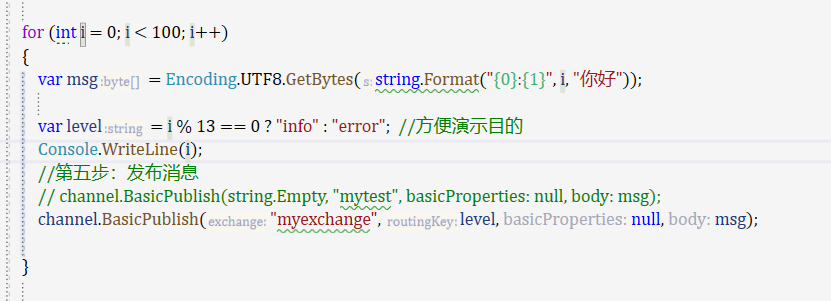 for (int i = 0; i < 100; i++)
{
var msg :byte[] = Encoding.UTF8.GetBytes( s: string.Format("{0}:{1}", i, "你好"));
var level :string = i % 13 == 0 ? "info" : "error"; //方便演示目的
Console.WriteLine(i);
//第五步：发布消息
// channel.BasicPublish(string.Empty, "mytest", basicProperties: null, body: msg);
channel.BasicPublish( exchange: "myexchange", routingKey: level, basicProperties: null, body: msg);
}